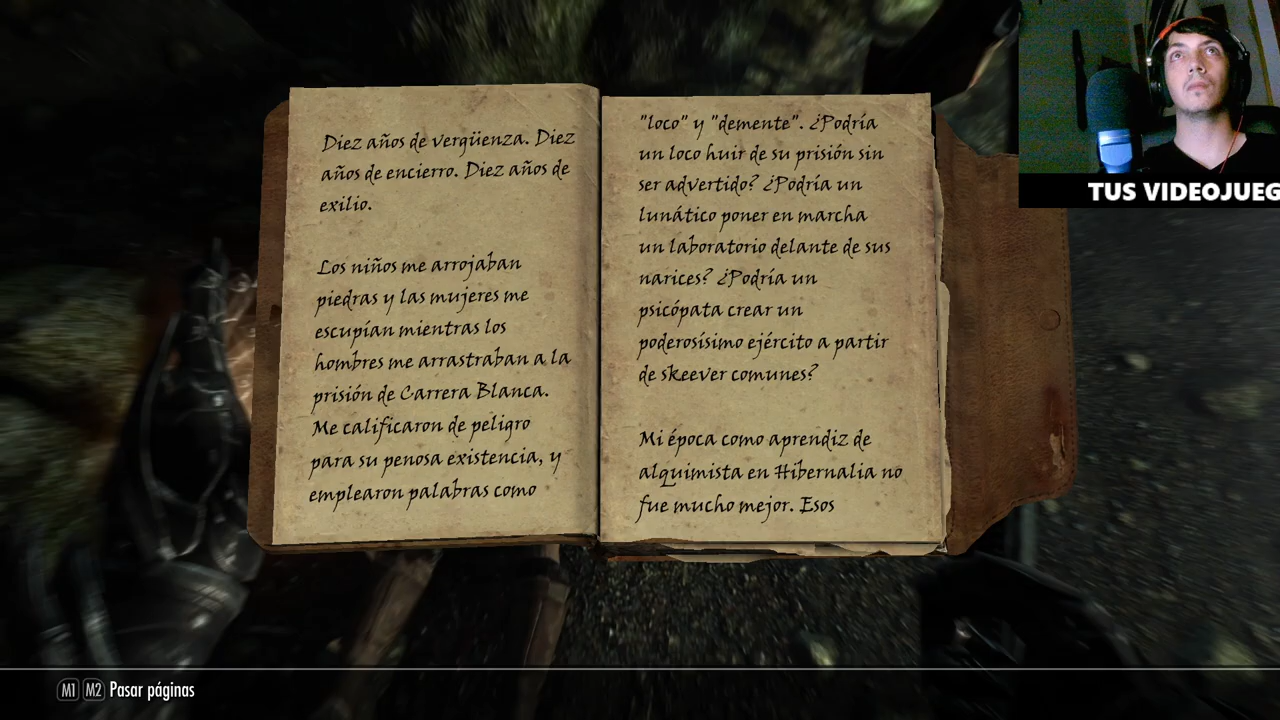 Diez años de vergüenza. Diez
años de encierro. Diez años de
exilio.
Los niños me arrojaban
piedras y las mujeres me
escupían mientras los
hombres me arrastraban a la
prisión de Carrera Blanca.
Me calificaron de peligro
para su penosa existencia, y
emplearon palabras como
"loco" y "demente". ¿Podría
un loco huir de su prisión sin
ser advertido? ¿Podría un
lunático poner en marcha
un laboratorio delante de sus
narices? ¿Podría un
psicópata crear un
poderosísimo ejército a partir
de skeever comunes?
Mi época como aprendiz de
alquimista en Hibernalia no
fue mucho mejor. Esos
TUS VIDEOJUEG
M1 M2 Pasar páginas